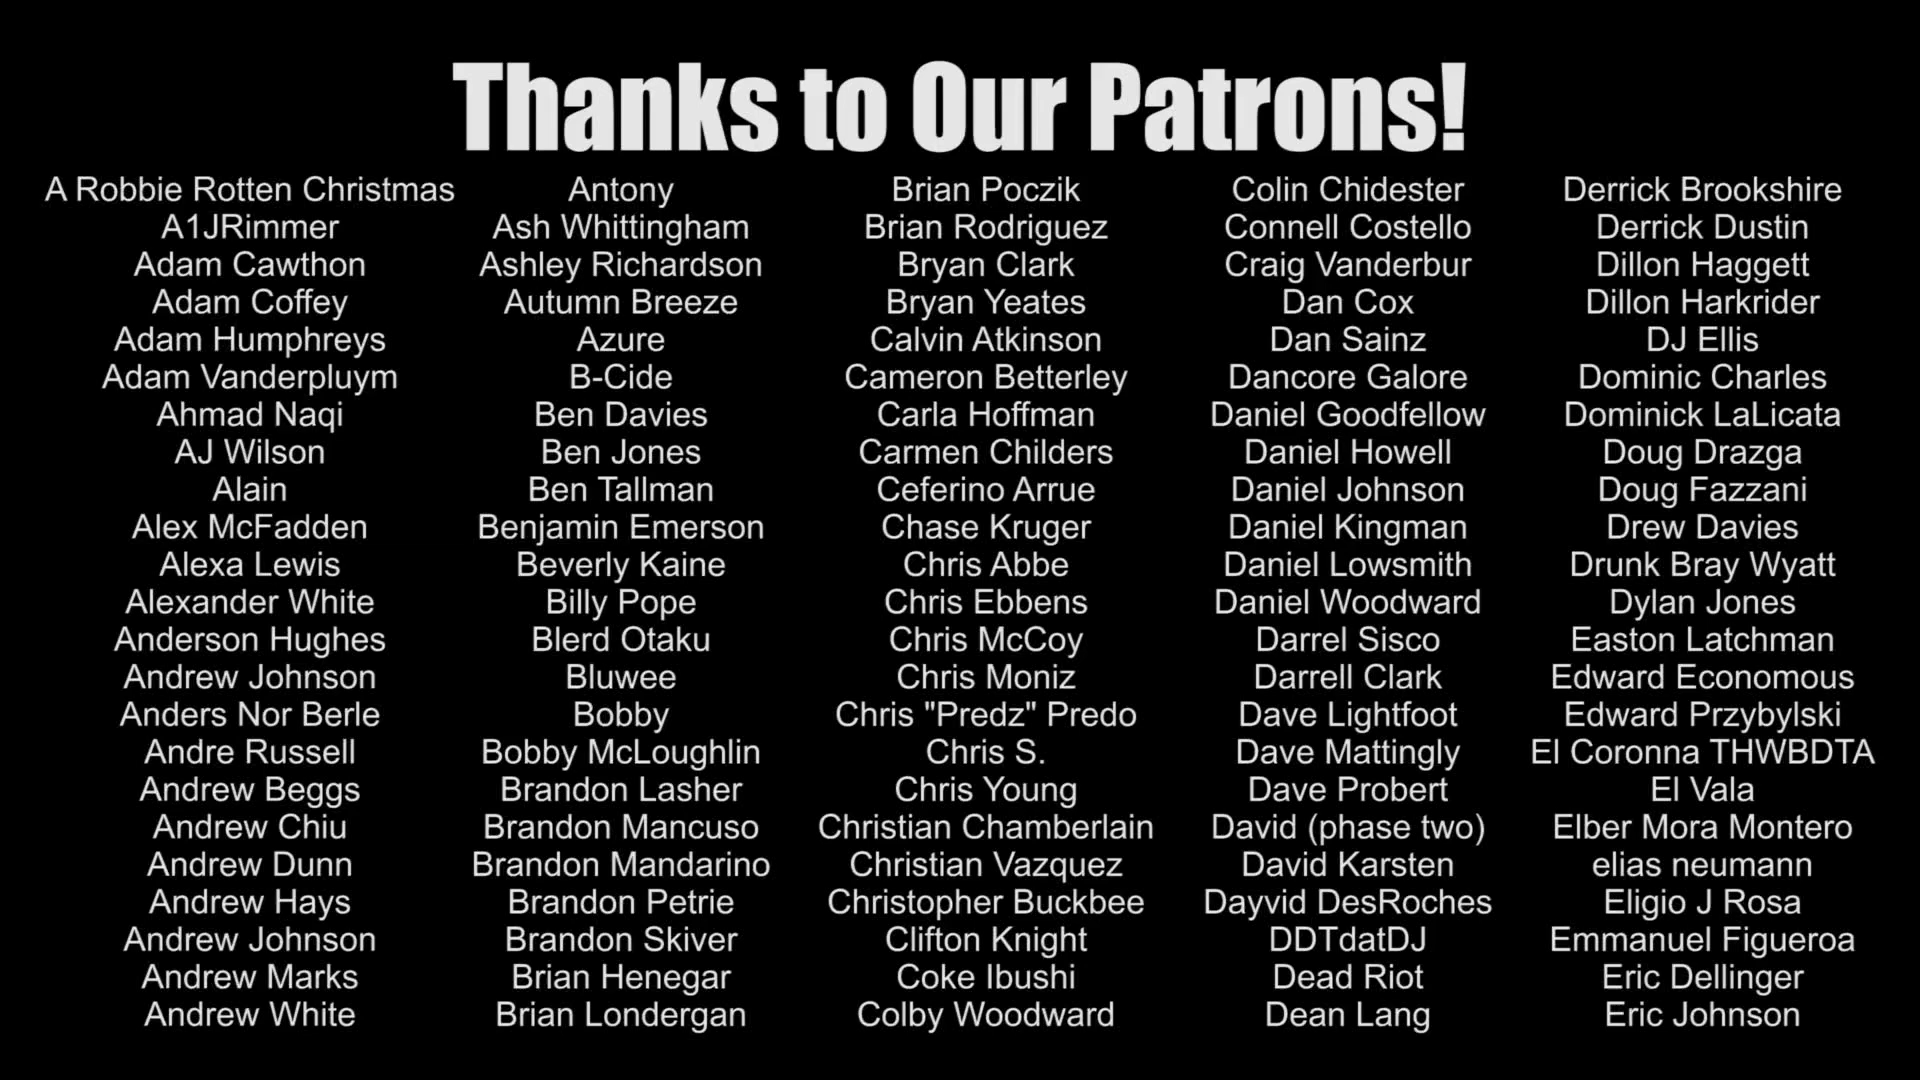 Thanks to Our Patrons!
A Robbie Rotten Christmas
A1JRimmer
Adam Cawthon
Adam Coffey
Adam Humphreys
Adam Vanderpluym
Ahmad Naqi
AJ Wilson
Alain
Alex McFadden
Alexa Lewis
Alexander White
Anderson Hughes
Andrew Johnson
Anders Nor Berle
Andre Russell
Andrew Beggs
Andrew Chiu
Andrew Dunn
Andrew Hays
Andrew Johnson
Andrew Marks
Andrew White
Antony
Ash Whittingham
Ashley Richardson
Autumn Breeze
Azure
B-Cide
Ben Davies
Ben Jones
Ben Tallman
Benjamin Emerson
Beverly Kaine
Billy Pope
Blerd Otaku
Bluwee
Bobby
Bobby McLoughlin
Brandon Lasher
Brandon Mancuso
Brandon Mandarino
Brandon Petrie
Brandon Skiver
Brian Henegar
Brian Londergan
Brian Poczik
Brian Rodriguez
Bryan Clark
Bryan Yeates
Calvin Atkinson
Cameron Betterley
Carla Hoffman
Carmen Childers
Ceferino Arrue
Chase Kruger
Chris Abbe
Chris Ebbens
Chris McCoy
Chris Moniz
Chris "Predz" Predo
Chris S.
Chris Young
Christian Chamberlain
Christian Vazquez
Christopher Buckbee
Clifton Knight
Coke Ibushi
Colby Woodward
Colin Chidester
Connell Costello
Craig Vanderbur
Dan Cox
Dan Sainz
Dancore Galore
Daniel Goodfellow
Daniel Howell
Daniel Johnson
Daniel Kingman
Daniel Lowsmith
Daniel Woodward
Darrel Sisco
Darrell Clark
Dave Lightfoot
Dave Mattingly
Dave Probert
David (phase two)
David Karsten
Dayvid DesRoches
DDTdatDJ
Dead Riot
Dean Lang
Derrick Brookshire
Derrick Dustin
Dillon Haggett
Dillon Harkrider
DJ Ellis
Dominic Charles
Dominick LaLicata
Doug Drazga
Doug Fazzani
Drew Davies
Drunk Bray Wyatt
Dylan Jones
Easton Latchman
Edward Economous
Edward Przybylski
El Coronna THWBDTA
El Vala
Elber Mora Montero
elias neumann
Eligio J Rosa
Emmanuel Figueroa
Eric Dellinger
Eric Johnson